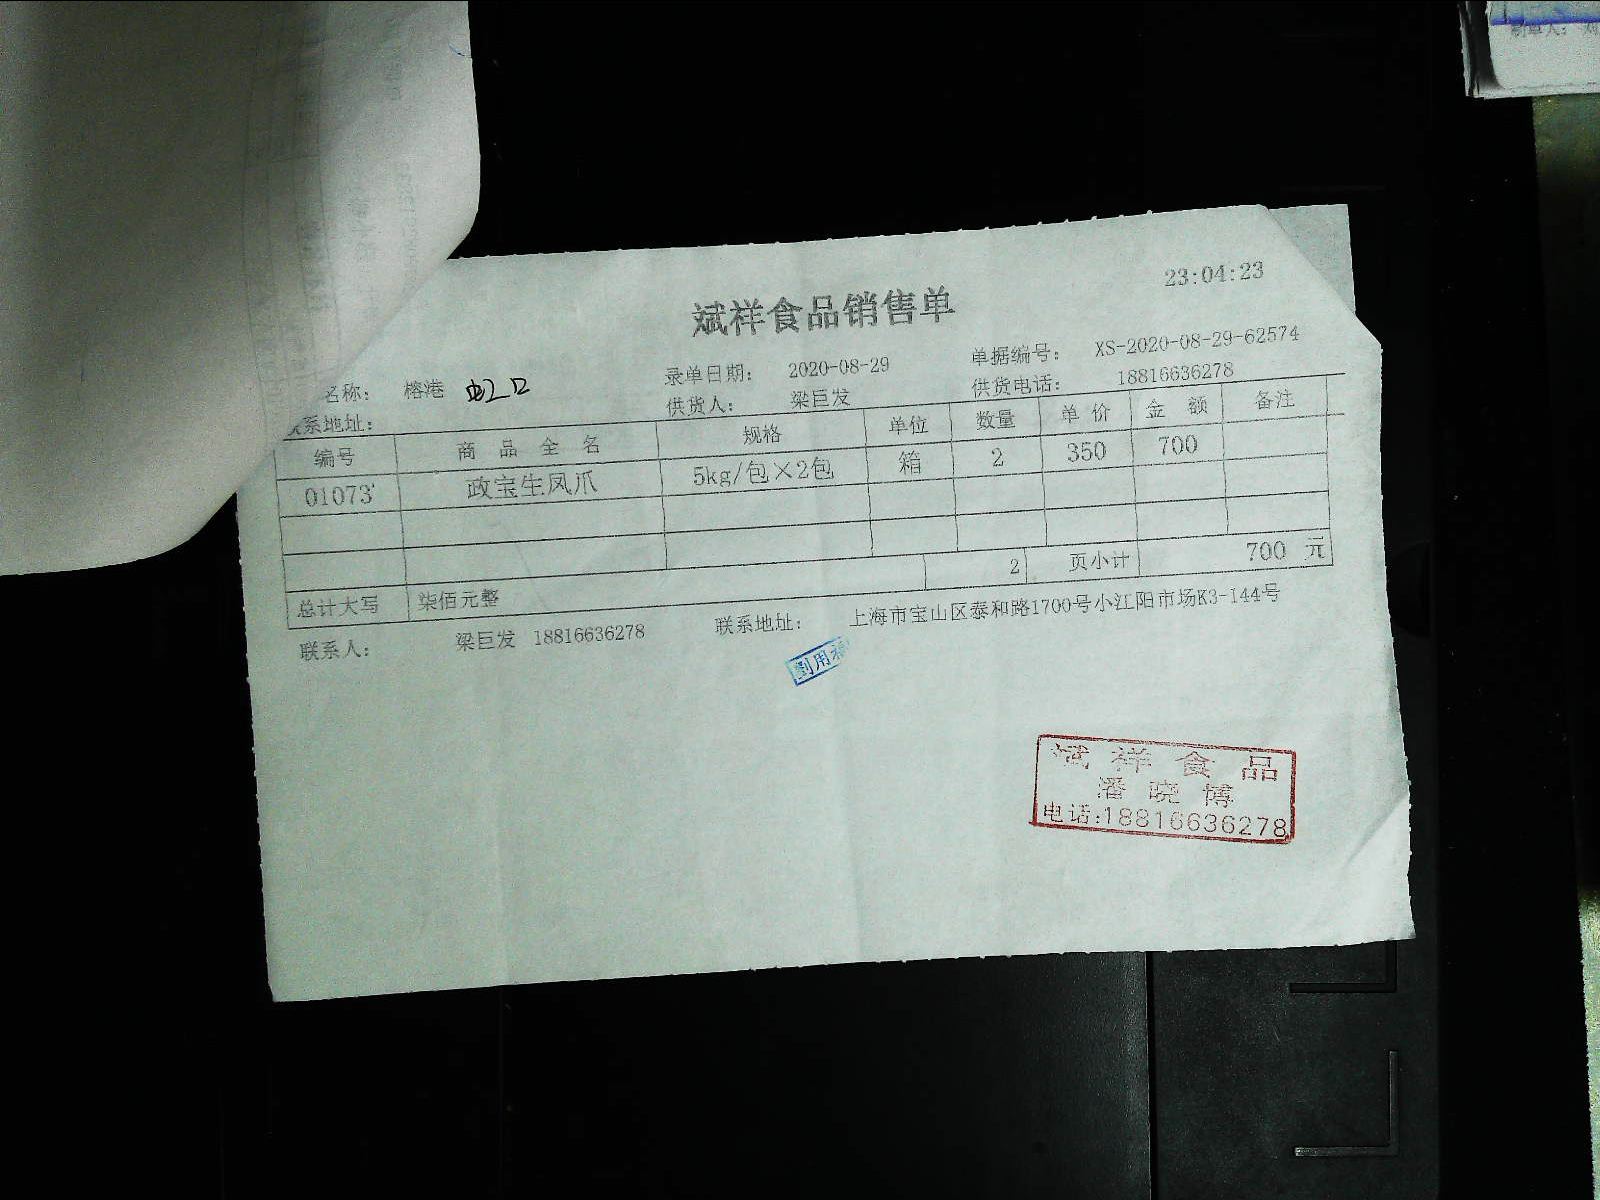 23:04:23
斌祥食品销售单
名称： 榕港 录单日期： 2020-08-29 单据编号： XS-2020-08-29-62574
系地址： 供货人： 梁巨发 供货电话： 18816636278
编号 商品全名 规格 单位 数量 单价 金额 备注
01073 政宝生凤爪 5kg/包×2包 箱 2 350 700
2 页小计 700 元
总计大写 柒佰元整
联系人： 梁巨发 18816636278 联系地址： 上海市宝山区泰和路1700号小江阳市场K3-144号
斌祥食品
潘晓博
电话:18816636278
制单人：